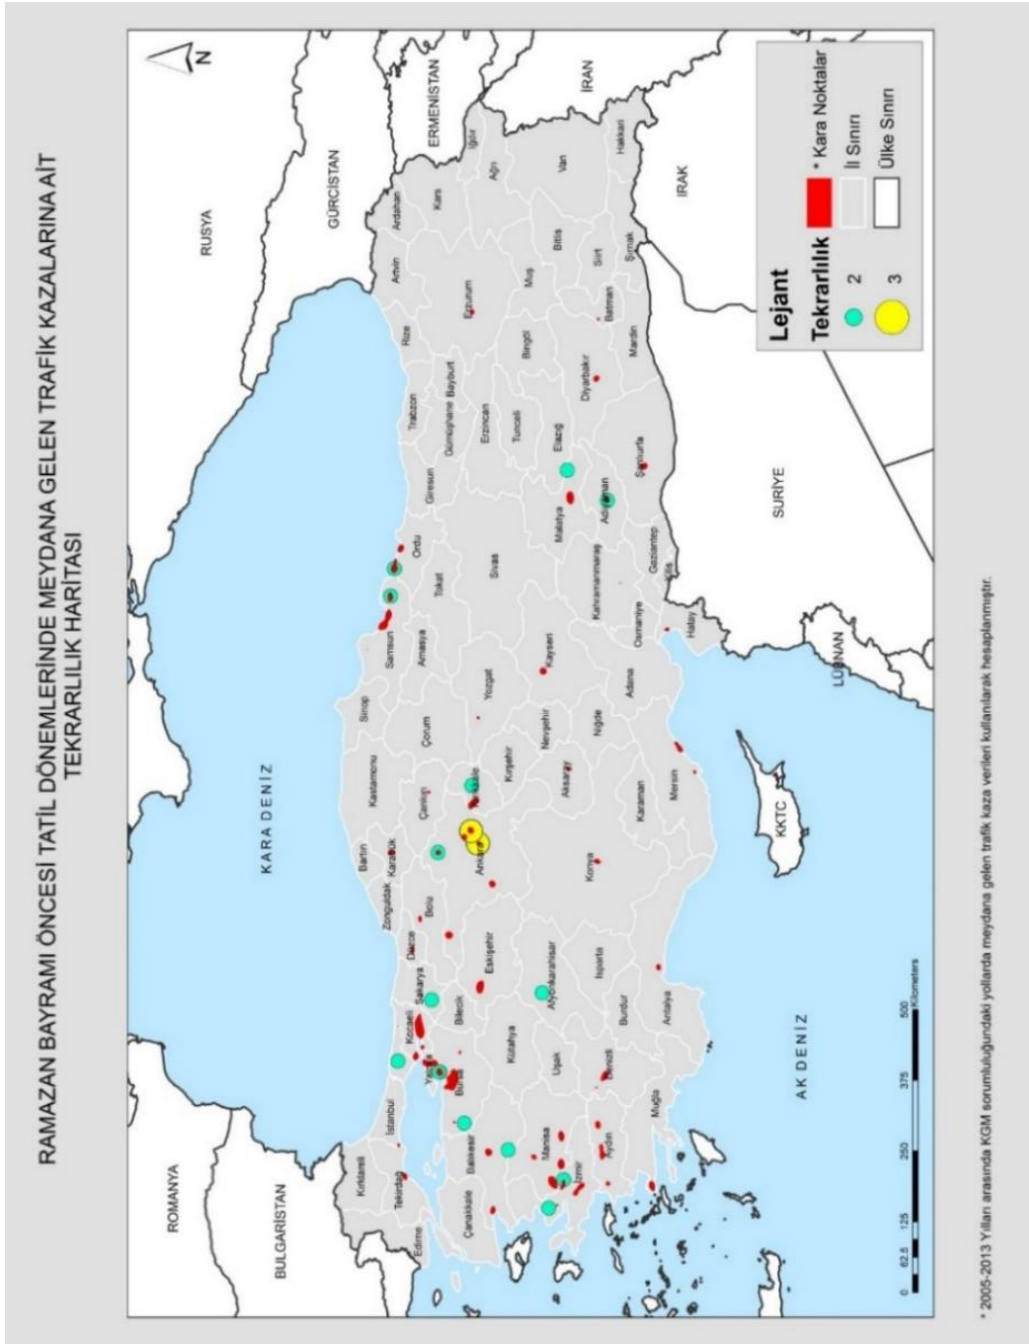 RAMAZAN BAYRAMI ÖNCESİ TATİL DÖNEMLERİNDE MEYDANA GELEN TRAFİK KAZALARINA AİT
TEKRARLILIK HARİTASI
N
ROMANYA
BULGARİSTAN
RUSYA
GÜRCİSTAN
ERMENİSTAN
İRAN
IRAK
SURİYE
LÜBNAN
KKTC
KARADENİZ
AKDENİZ
Kırklareli
Edirne
Tekirdağ
İstanbul
Çanakkale
Balıkesir
Bursa
Kocaeli
Sakarya
Düzce
Bolu
Zonguldak
Bartın
Karabük
Kastamonu
Çankırı
Sinop
Çorum
Samsun
Amasya
Ordu
Tokat
Giresun
Trabzon
Gümüşhane
Bayburt
Rize
Artvin
Ardahan
Kars
Iğdır
Ağrı
Erzurum
Erzincan
Bilecik
Eskişehir
Ankara
Kırıkkale
Kırşehir
Yozgat
Sivas
Tunceli
Bingöl
Muş
Bitlis
Van
Kütahya
Manisa
İzmir
Uşak
Afyonkarahisar
Aksaray
Nevşehir
Kayseri
Malatya
Elazığ
Diyarbakır
Batman
Siirt
Şırnak
Hakkari
Aydın
Denizli
Muğla
Burdur
Isparta
Antalya
Konya
Karaman
Niğde
Mersin
Adana
Osmaniye
Hatay
Kahramanmaraş
Gaziantep
Kilis
Adıyaman
Şanlıurfa
Mardin
Lejant
Tekrarlılık
2
3
* Kara Noktalar
İl Sınırı
Ülke Sınırı
0 62.5 125 250 375 500
Kilometers
* 2005-2013 Yılları arasında KGM sorumluluğundaki yollarda meydana gelen trafik kaza verileri kullanılarak hesaplanmıştır.